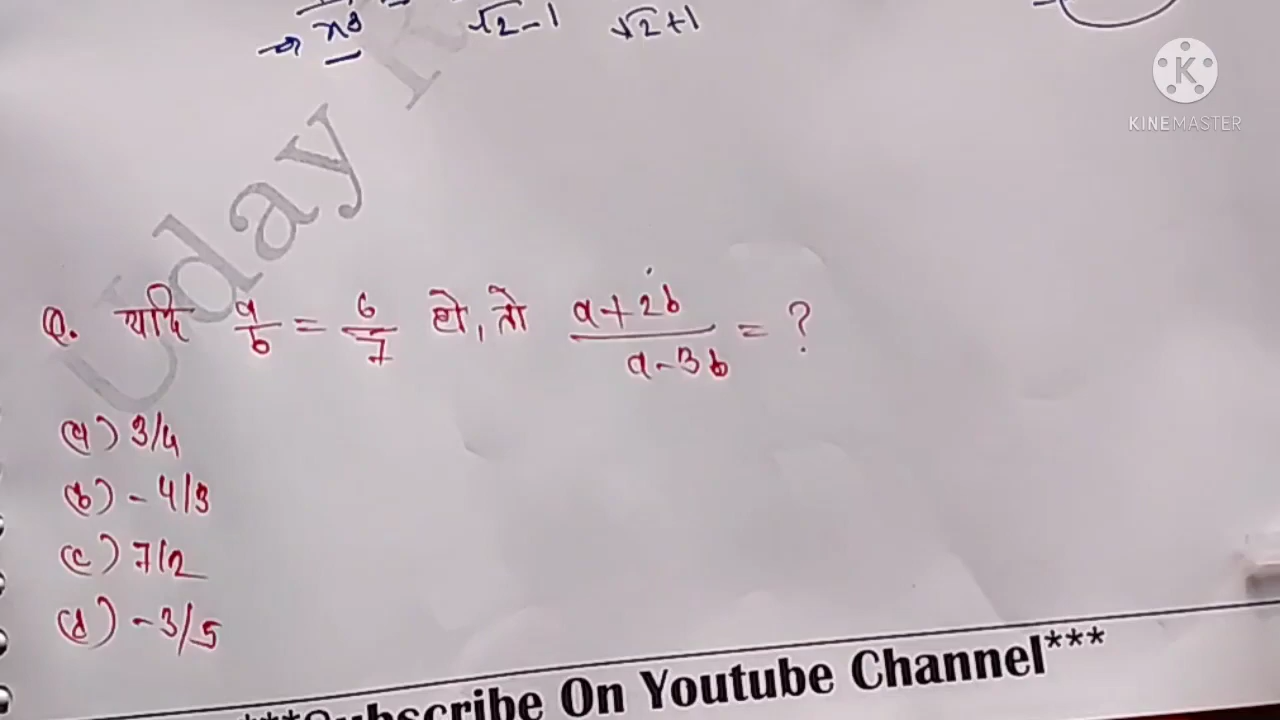 √2-1 √2+1
KINEMASTER
Uday
Q. यदि a/b = 6/7 हो, तो a+2b/a-3b = ?
(a) 3/4
(b) - 4/3
(c) 7/2
(d) - 3/5
Subscribe On Youtube Channel***